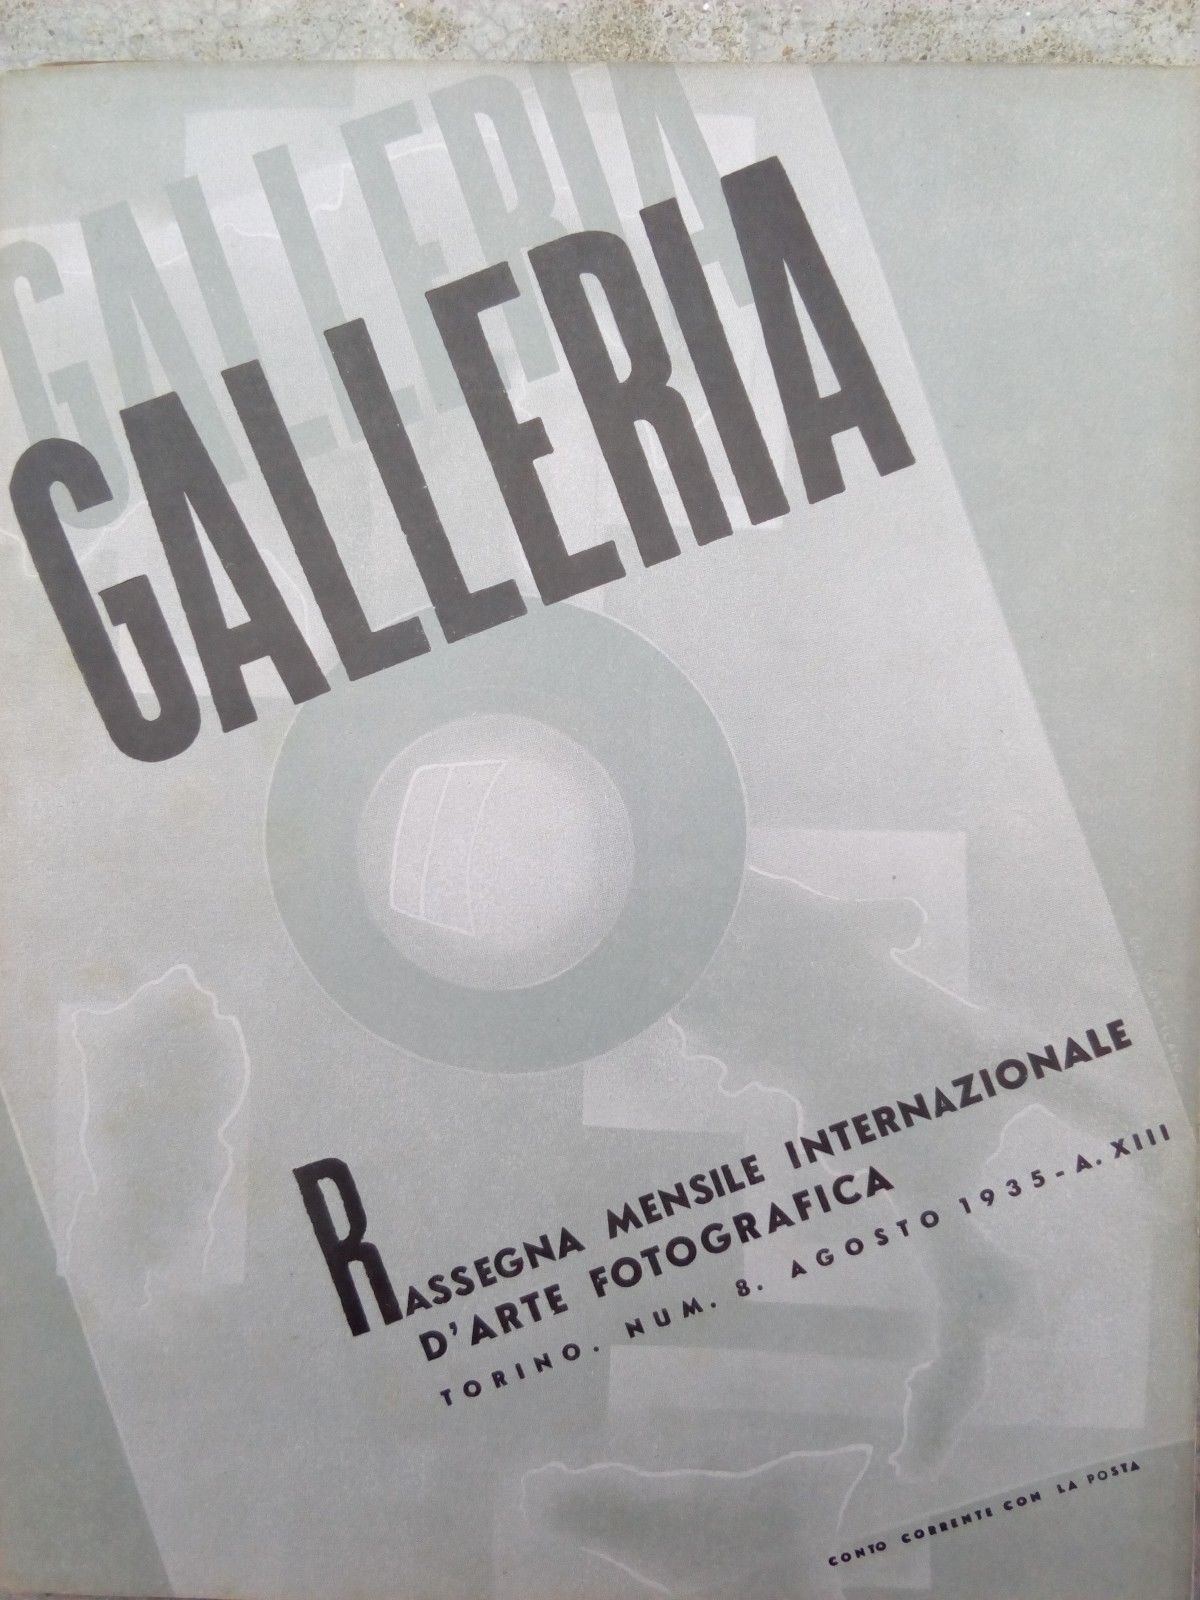 GALLERIA
GALLERIA
RASSEGNA MENSILE INTERNAZIONALE
D'ARTE FOTOGRAFICA
TORINO. NUM. 8. AGOSTO 1935-A. XIII
CONTO CORRENTE CON LA POSTA